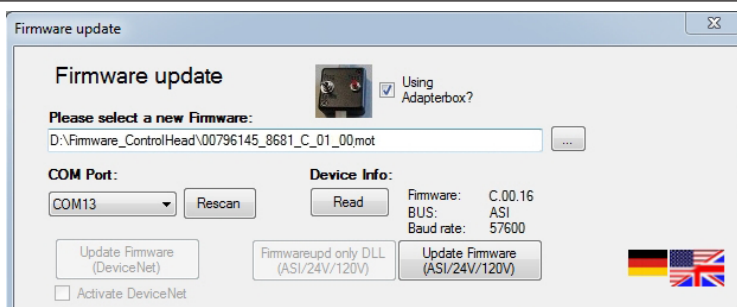 Firmware update
Firmware update
Using
Adapterbox?
Please select a new Firmware:
D:\Firmware_ControlHead\00796145_8681_C_01_00.mot
...
COM Port:
Device Info:
COM13
Rescan
Read
Firmware: C.00.16
BUS: ASI
Baud rate: 57600
Update Firmware
(DeviceNet)
Firmwareupd only DLL
(ASI/24V/120V)
Update Firmware
(ASI/24V/120V)
Activate DeviceNet